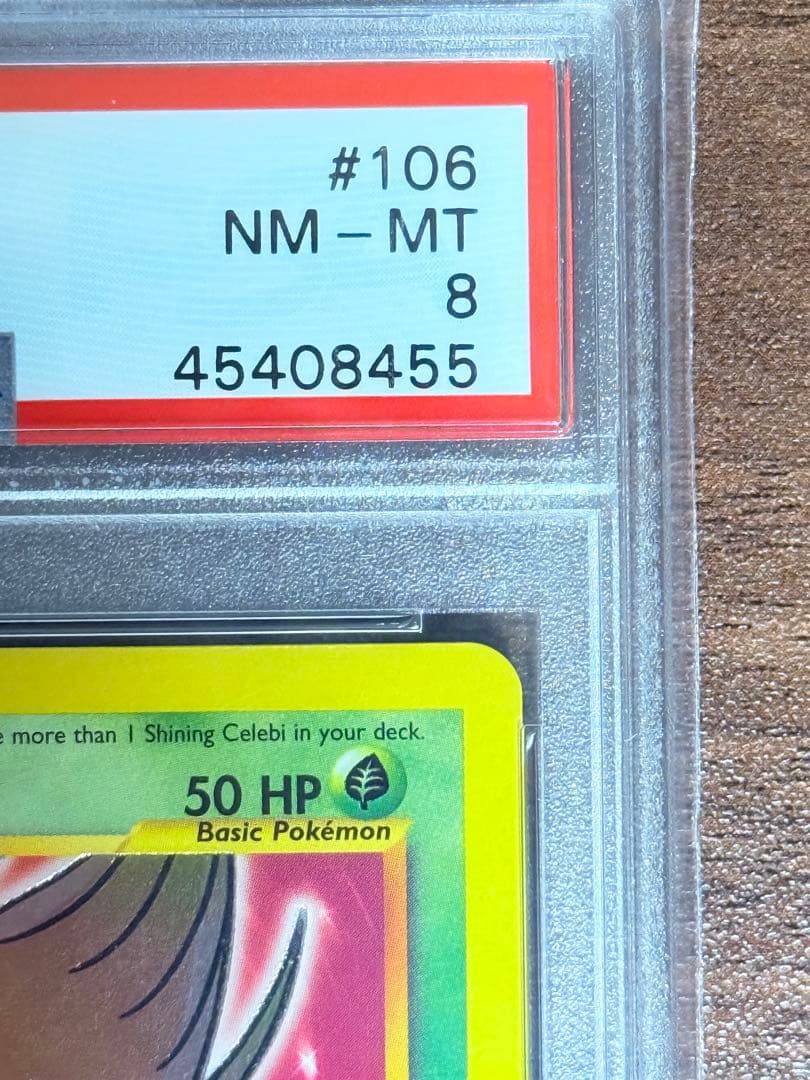 #106
NM - MT
8
45408455
more than 1 Shining Celebi in your deck.
50 HP
Basic Pokémon